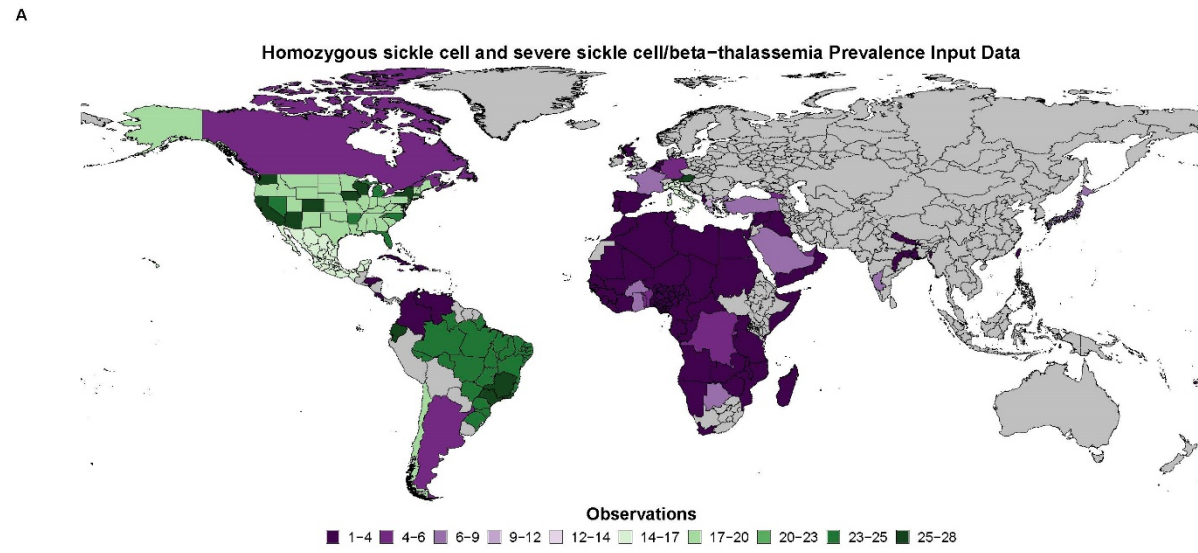 A
Homozygous sickle cell and severe sickle cell/beta−thalassemia Prevalence Input Data
Observations
1−4 4−6 6−9 9−12 12−14 14−17 17−20 20−23 23−25 25−28